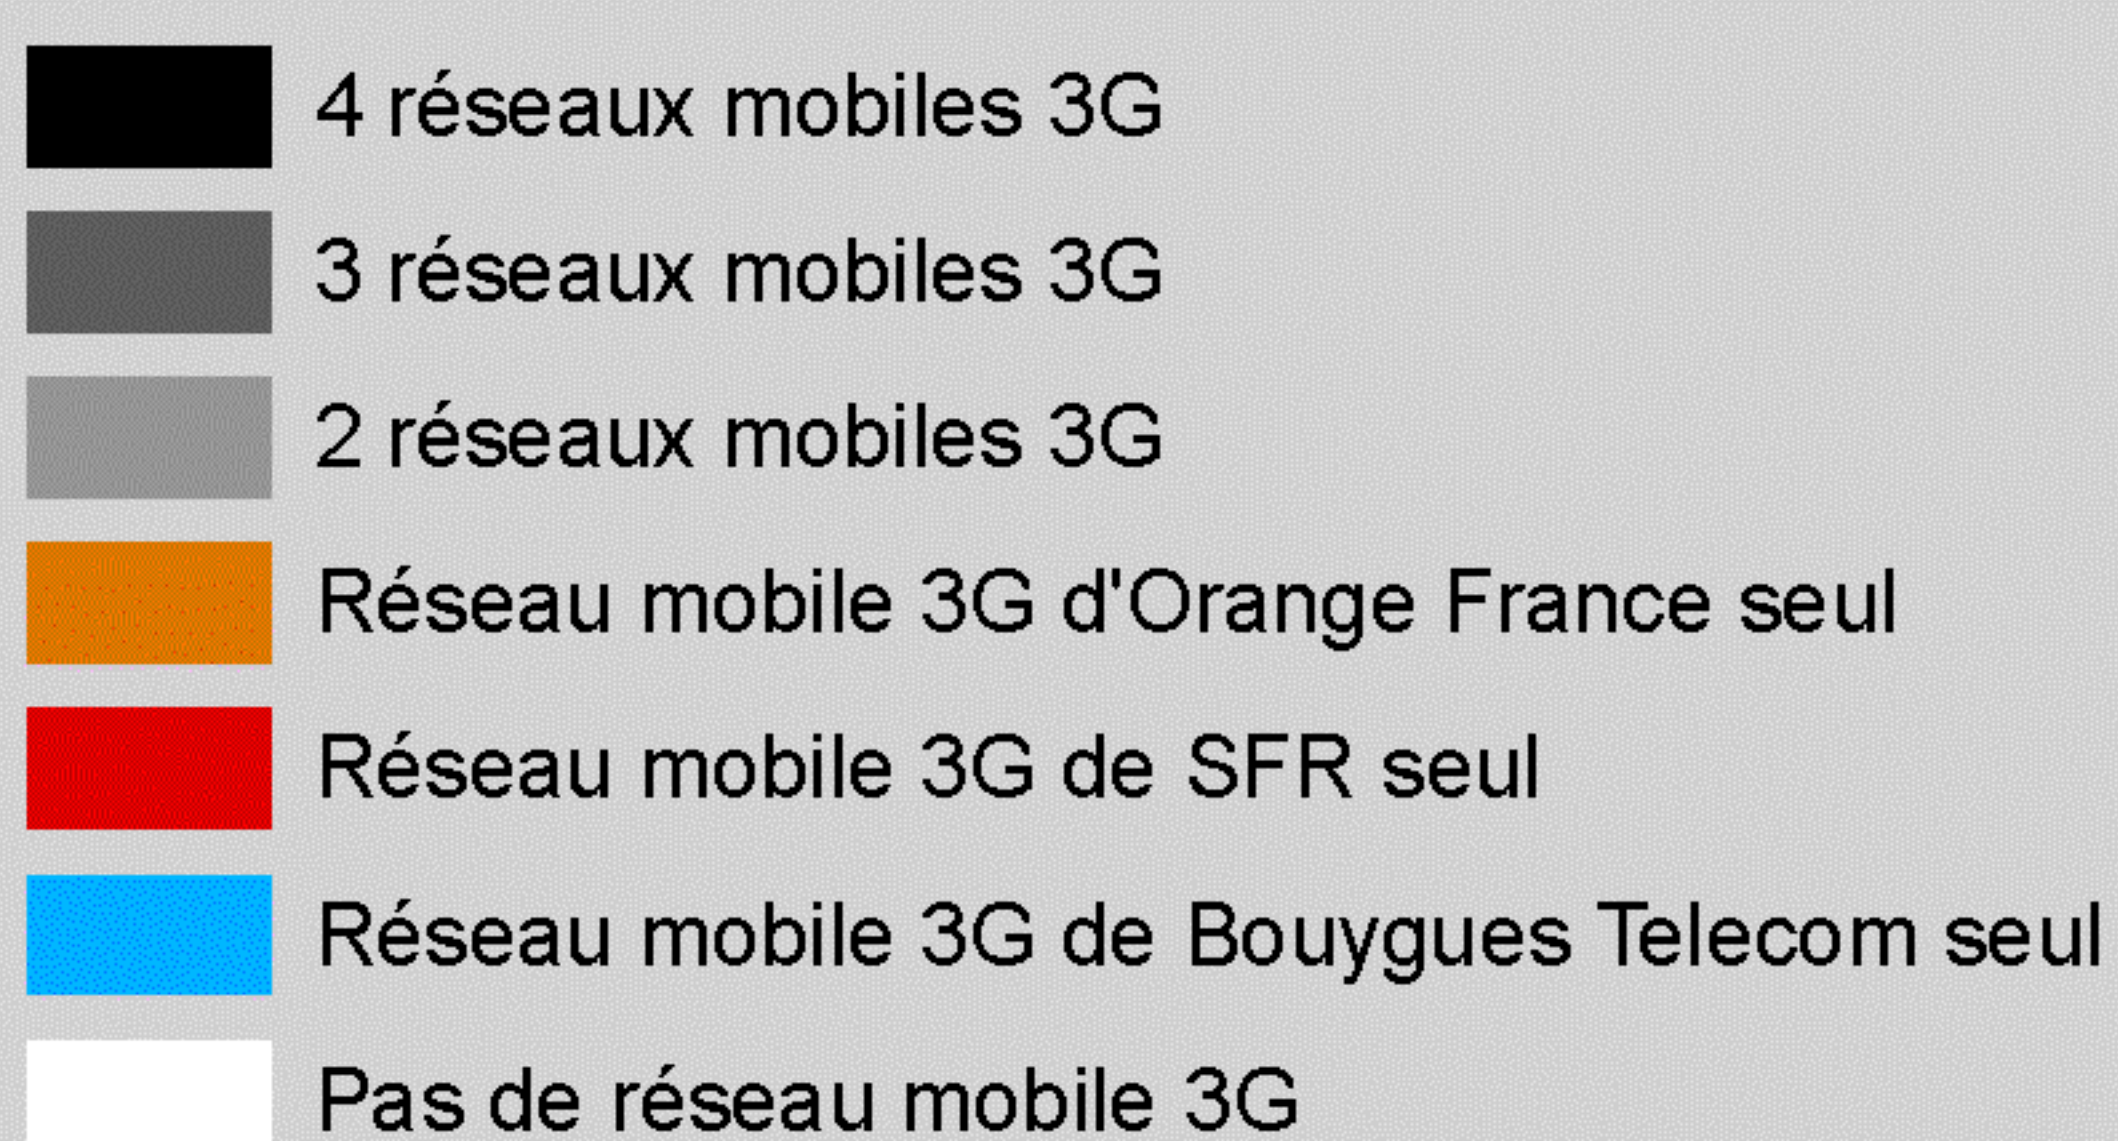 4 réseaux mobiles 3G
3 réseaux mobiles 3G
2 réseaux mobiles 3G
Réseau mobile 3G d'Orange France seul
Réseau mobile 3G de SFR seul
Réseau mobile 3G de Bouygues Telecom seul
Pas de réseau mobile 3G